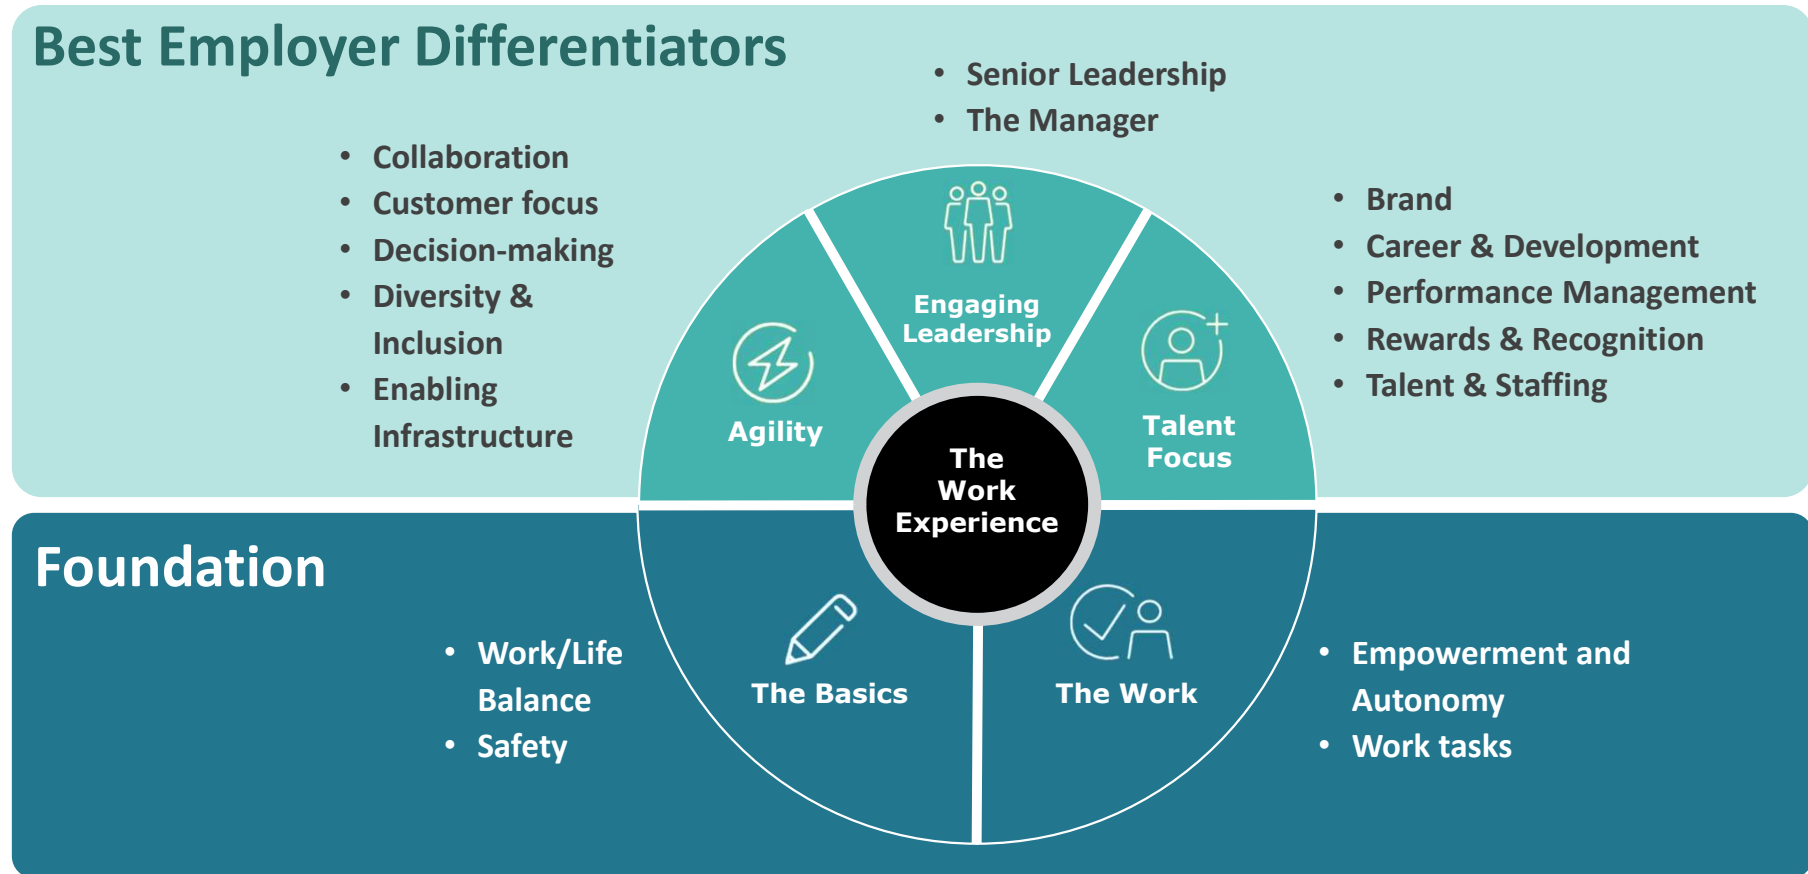 Best Employer Differentiators
• Senior Leadership
• The Manager
• Collaboration
• Customer focus
• Decision-making
• Diversity &
Inclusion
• Enabling
Infrastructure
• Brand
• Career & Development
• Performance Management
• Rewards & Recognition
• Talent & Staffing
Engaging
Leadership
Agility
Talent
Focus
The
Work
Experience
Foundation
• Work/Life
Balance
• Safety
The Basics
The Work
• Empowerment and
Autonomy
• Work tasks